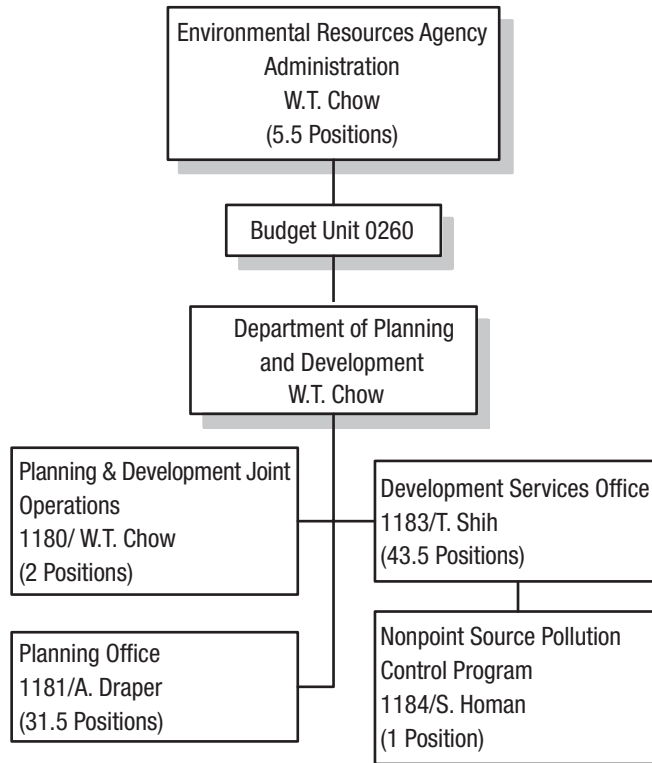 Environmental Resources Agency
Administration
W.T. Chow
(5.5 Positions)
Budget Unit 0260
Department of Planning
and Development
W.T. Chow
Planning & Development Joint
Operations
1180/ W.T. Chow
(2 Positions)
Development Services Office
1183/T. Shih
(43.5 Positions)
Planning Office
1181/A. Draper
(31.5 Positions)
Nonpoint Source Pollution
Control Program
1184/S. Homan
(1 Position)